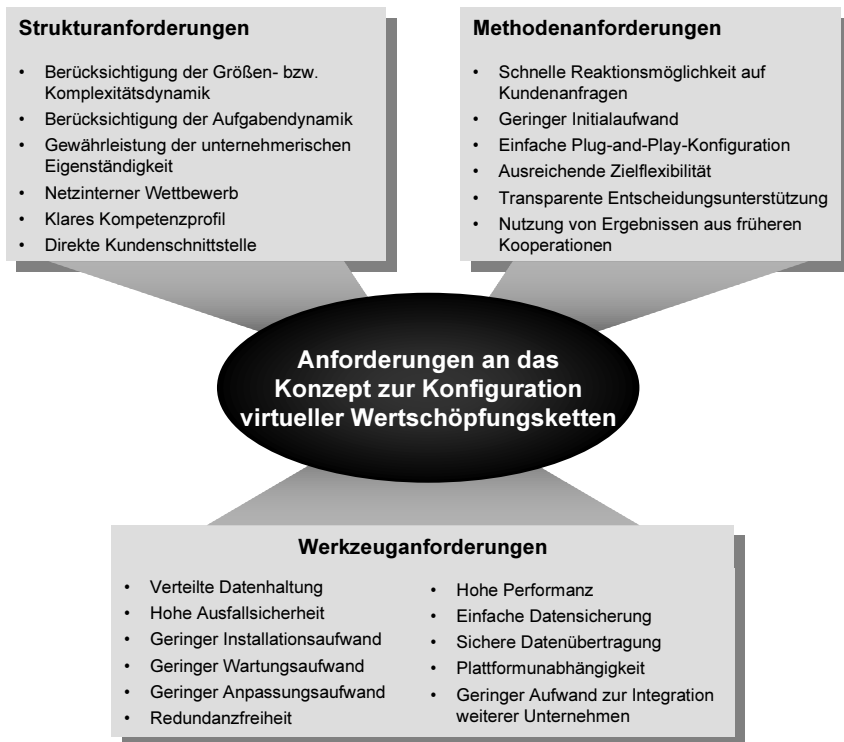 Strukturanforderungen
• Berücksichtigung der Größen- bzw.
Komplexitätsdynamik
• Berücksichtigung der Aufgabendynamik
• Gewährleistung der unternehmerischen
Eigenständigkeit
• Netzinterner Wettbewerb
• Klares Kompetenzprofil
• Direkte Kundenschnittstelle
Methodenanforderungen
• Schnelle Reaktionsmöglichkeit auf
Kundenanfragen
• Geringer Initialaufwand
• Einfache Plug-and-Play-Konfiguration
• Ausreichende Zielflexibilität
• Transparente Entscheidungsunterstützung
• Nutzung von Ergebnissen aus früheren
Kooperationen
Anforderungen an das
Konzept zur Konfiguration
virtueller Wertschöpfungsketten
Werkzeuganforderungen
• Verteilte Datenhaltung
• Hohe Ausfallsicherheit
• Geringer Installationsaufwand
• Geringer Wartungsaufwand
• Geringer Anpassungsaufwand
• Redundanzfreiheit
• Hohe Performanz
• Einfache Datensicherung
• Sichere Datenübertragung
• Plattformunabhängigkeit
• Geringer Aufwand zur Integration
weiterer Unternehmen